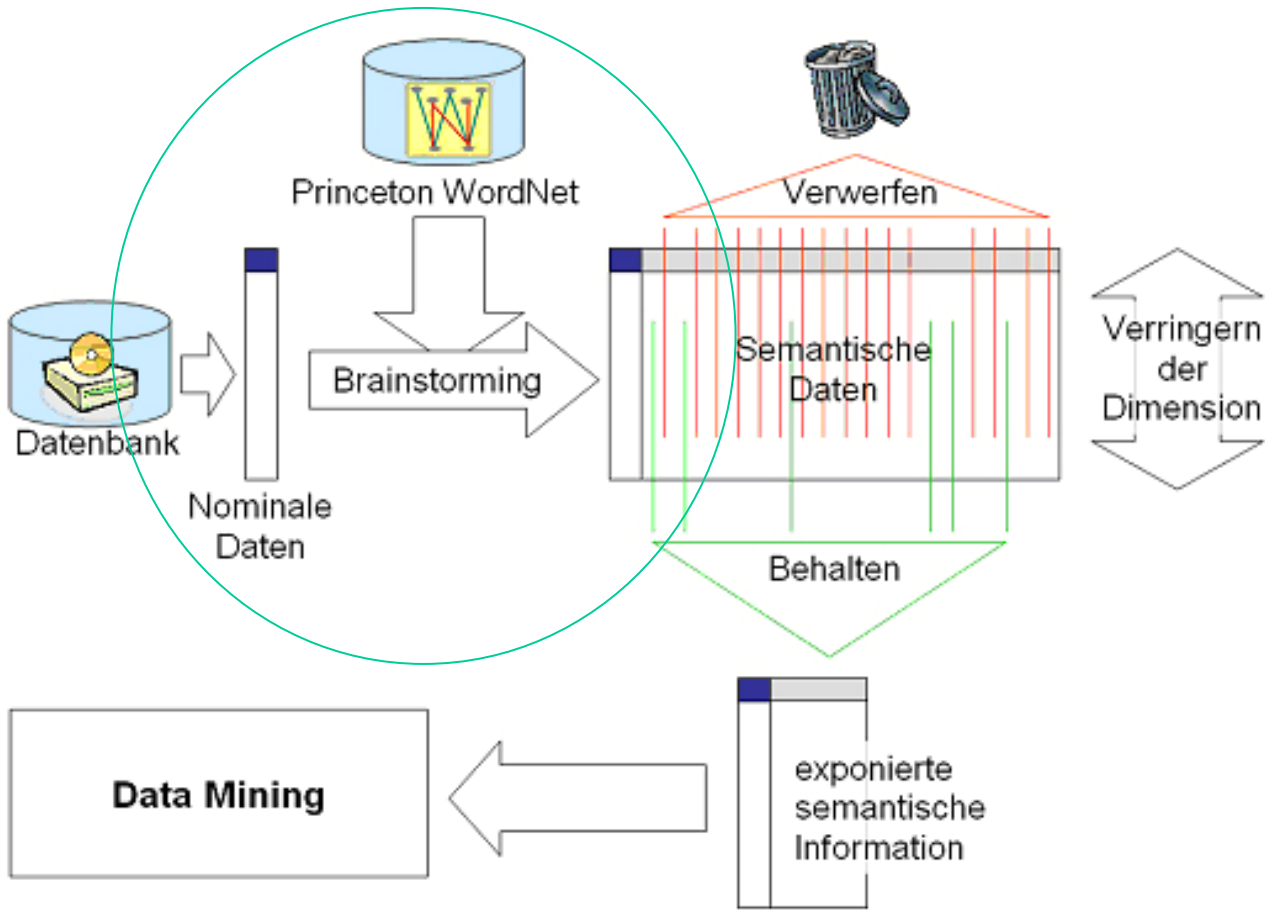 Princeton WordNet
Verwerfen
Datenbank
Nominale
Daten
Brainstorming
Semantische
Daten
Verringern
der
Dimension
Behalten
exponierte
semantische
Information
Data Mining